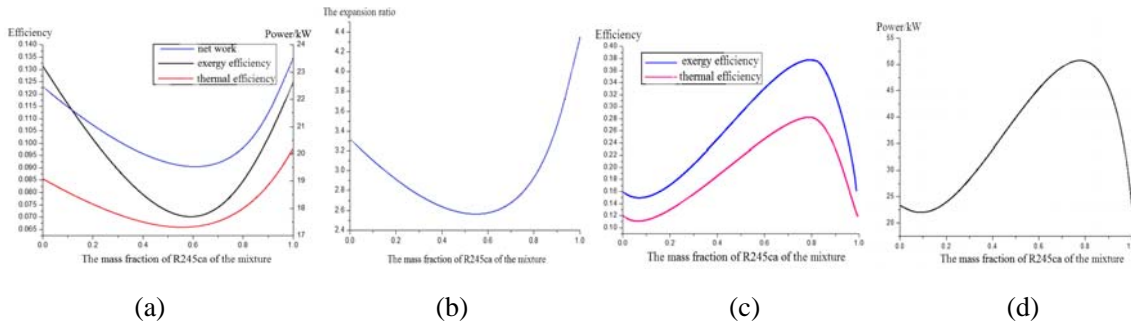 Efficiency
Power/kW
0.140
0.135
0.130
0.125
0.120
0.115
0.110
0.105
0.100
0.095
0.090
0.085
0.080
0.075
0.070
0.065
net work
exergy efficiency
thermal efficiency
24
23
22
21
20
19
18
17
0.0 0.2 0.4 0.6 0.8 1.0
The mass fraction of R245ca of the mixture
(a)
The expansion ratio
4.4
4.2
4.0
3.8
3.6
3.4
3.2
3.0
2.8
2.6
2.4
0.0 0.2 0.4 0.6 0.8 1.0
The mass fraction of R245ca of the mixture
(b)
Efficiency
0.40
0.38
0.36
0.34
0.32
0.30
0.28
0.26
0.24
0.22
0.20
0.18
0.16
0.14
0.12
0.10
exergy efficiency
thermal efficiency
0.0 0.2 0.4 0.6 0.8 1.0
The mass fraction of R245ca of the mixture
(c)
Power/kW
55
50
45
40
35
30
25
20
0.0 0.2 0.4 0.6 0.8 1.0
The mass fraction of R245ca of the mixture
(d)